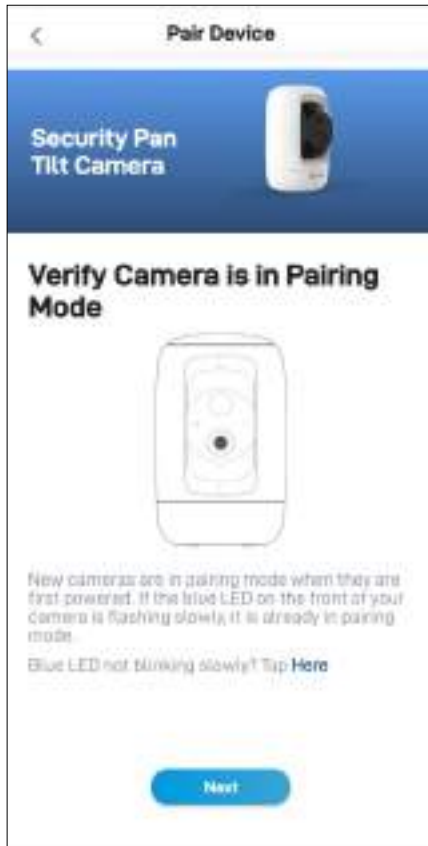 Pair Device
Security Pan
Tilt Camera
Verify Camera is in Pairing
Mode
New cameras are in pairing mode when they are
first powered. If the blue LED on the front of your
camera is flashing slowly, it is already in pairing
mode.
Blue LED not blinking slowly? Tap Here
Next